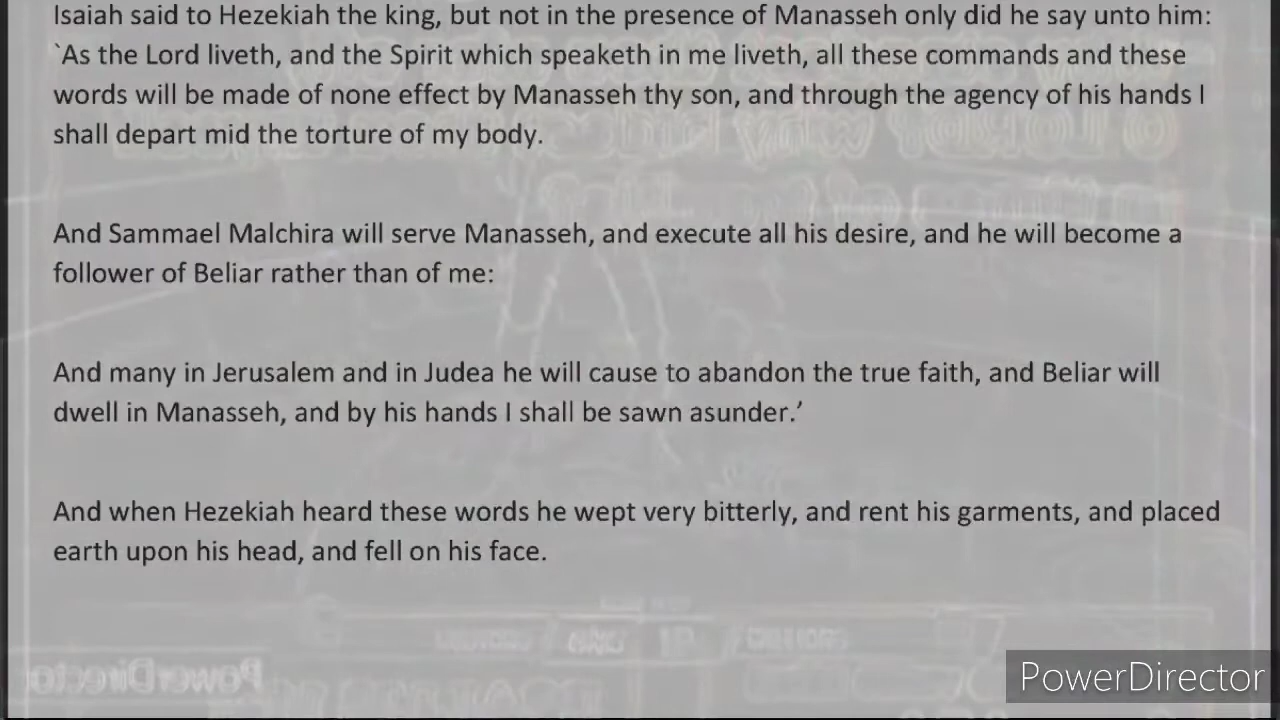 Isaiah said to Hezekiah the king, but not in the presence of Manasseh only did he say unto him:
`As the Lord liveth, and the Spirit which speaketh in me liveth, all these commands and these
words will be made of none effect by Manasseh thy son, and through the agency of his hands I
shall depart mid the torture of my body.
And Sammael Malchira will serve Manasseh, and execute all his desire, and he will become a
follower of Beliar rather than of me:
And many in Jerusalem and in Judea he will cause to abandon the true faith, and Beliar will
dwell in Manasseh, and by his hands I shall be sawn asunder.’
And when Hezekiah heard these words he wept very bitterly, and rent his garments, and placed
earth upon his head, and fell on his face.
PowerDirector
PowerDirector